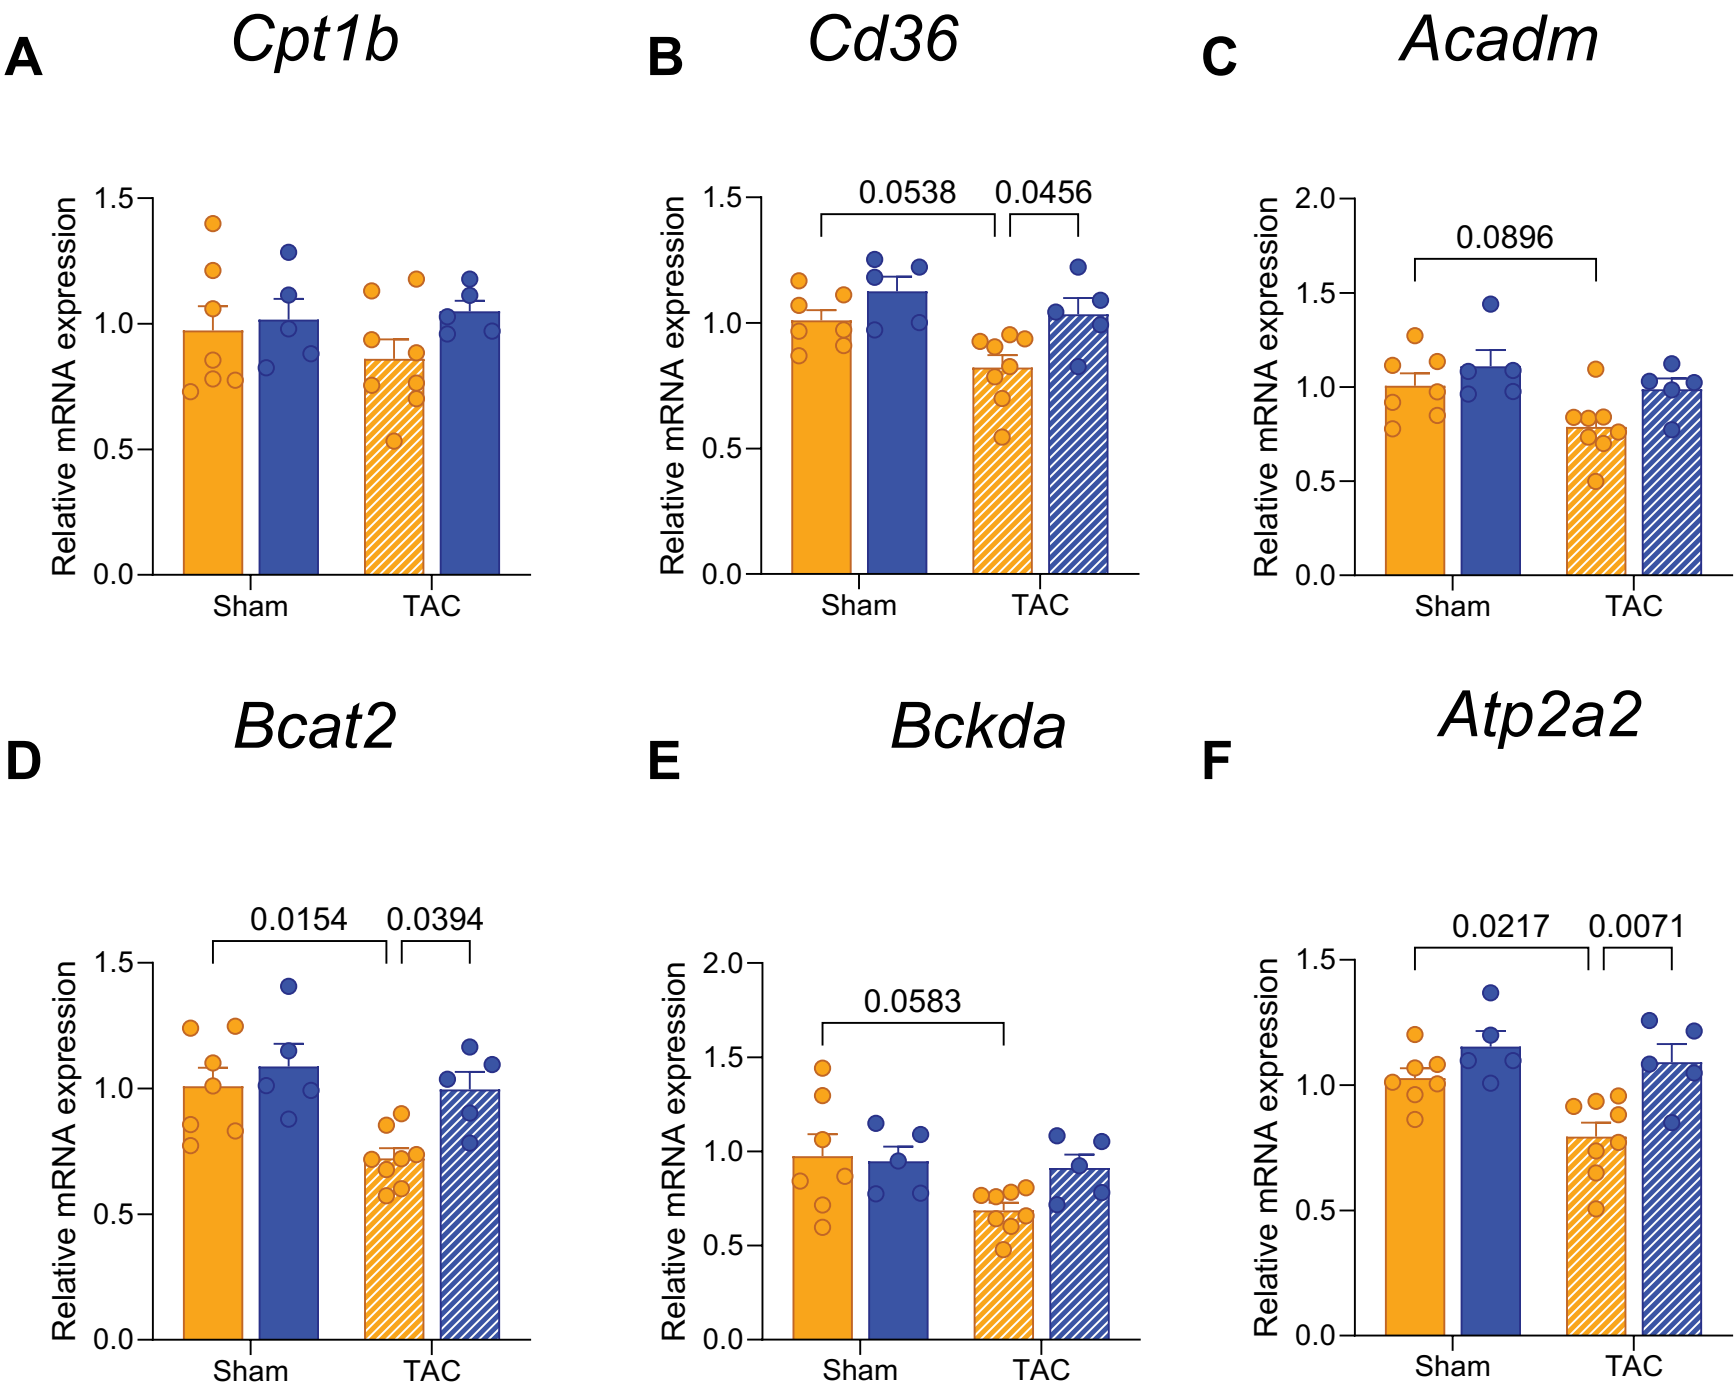 A
Cpt1b
Relative mRNA expression
1.5
1.0
0.5
0.0
Sham
TAC
B
Cd36
Relative mRNA expression
1.5
1.0
0.5
0.0
0.0538
0.0456
Sham
TAC
C
Acadm
Relative mRNA expression
2.0
1.5
1.0
0.5
0.0
0.0896
Sham
TAC
D
Bcat2
Relative mRNA expression
1.5
1.0
0.5
0.0
0.0154
0.0394
Sham
TAC
E
Bckda
Relative mRNA expression
2.0
1.5
1.0
0.5
0.0
0.0583
Sham
TAC
F
Atp2a2
Relative mRNA expression
1.5
1.0
0.5
0.0
0.0217
0.0071
Sham
TAC